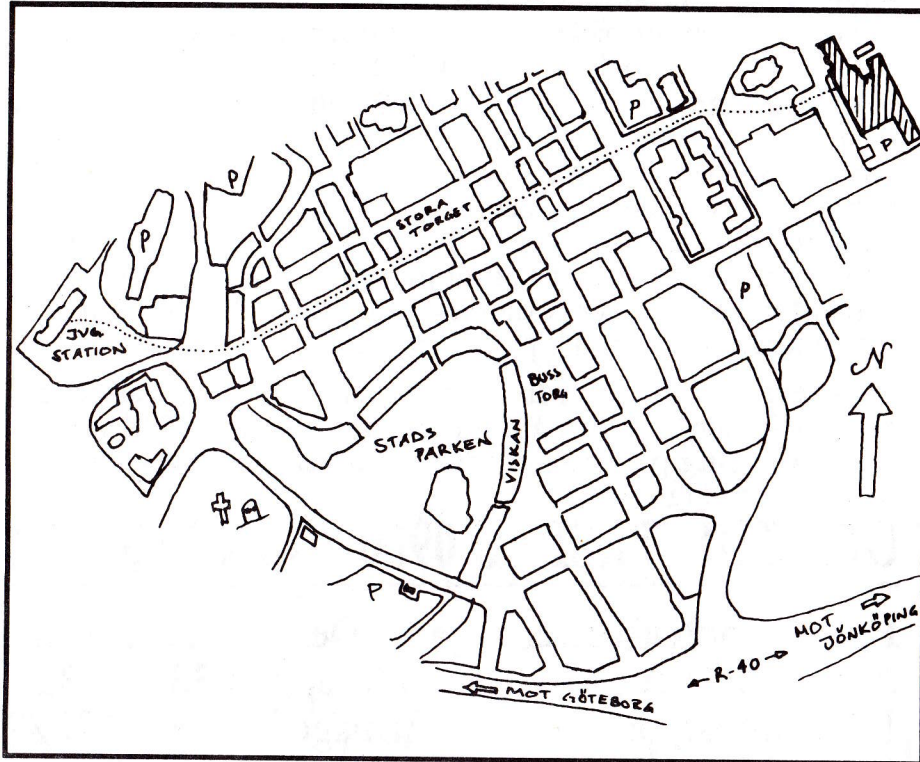 P
P
N
P
P
STORA
TORGET
P
JVG
STATION
P
BUSS
TORG
STADS
PARKEN
VISKAN
P
MOT
JÖNKÖPING
R-40
MOT GÖTEBORG